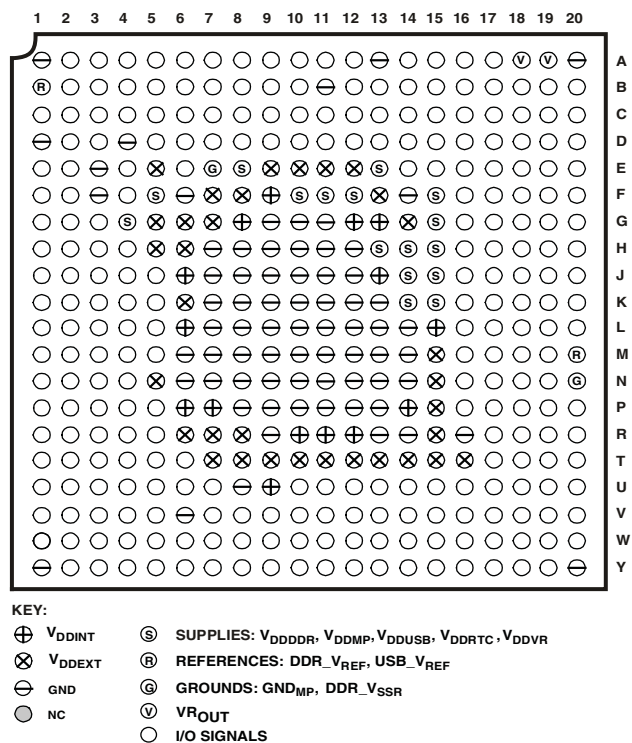 1 2 3 4 5 6 7 8 9 10 11 12 13 14 15 16 17 18 19 20
V V A
R B
C
D
G S S E
S S S S S F
S S G
S S S H
S S J
S S K
L
R M
G N
P
R
T
U
V
W
Y
KEY:
VDDINT S SUPPLIES: VDDDDR, VDDMP, VDDUSB, VDDRTC, VDDVR
VDDEXT R REFERENCES: DDR_VREF, USB_VREF
GND G GROUNDS: GNDMP, DDR_VSSR
NC V VROUT
I/O SIGNALS